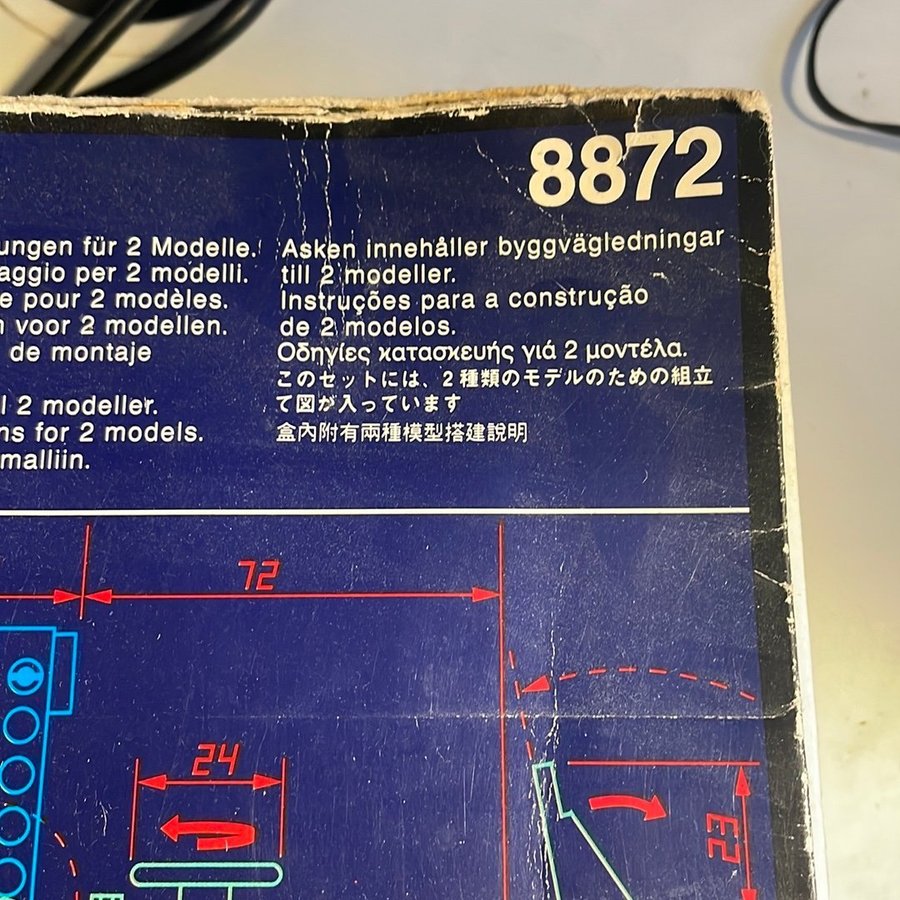 8872
ungen für 2 Modelle.
aggio per 2 modelli.
e pour 2 modèles.
n voor 2 modellen.
de montaje
l 2 modeller.
ns for 2 models.
malliin.
Asken innehåller byggvägledningar
till 2 modeller.
Instruções para a construção
de 2 modelos.
Οδηγίες κατασκευής γιά 2 μοντέλα.
このセットには、2種類のモデルのための組立
て図が入っています
盒內附有兩種模型搭建說明
72
24
23